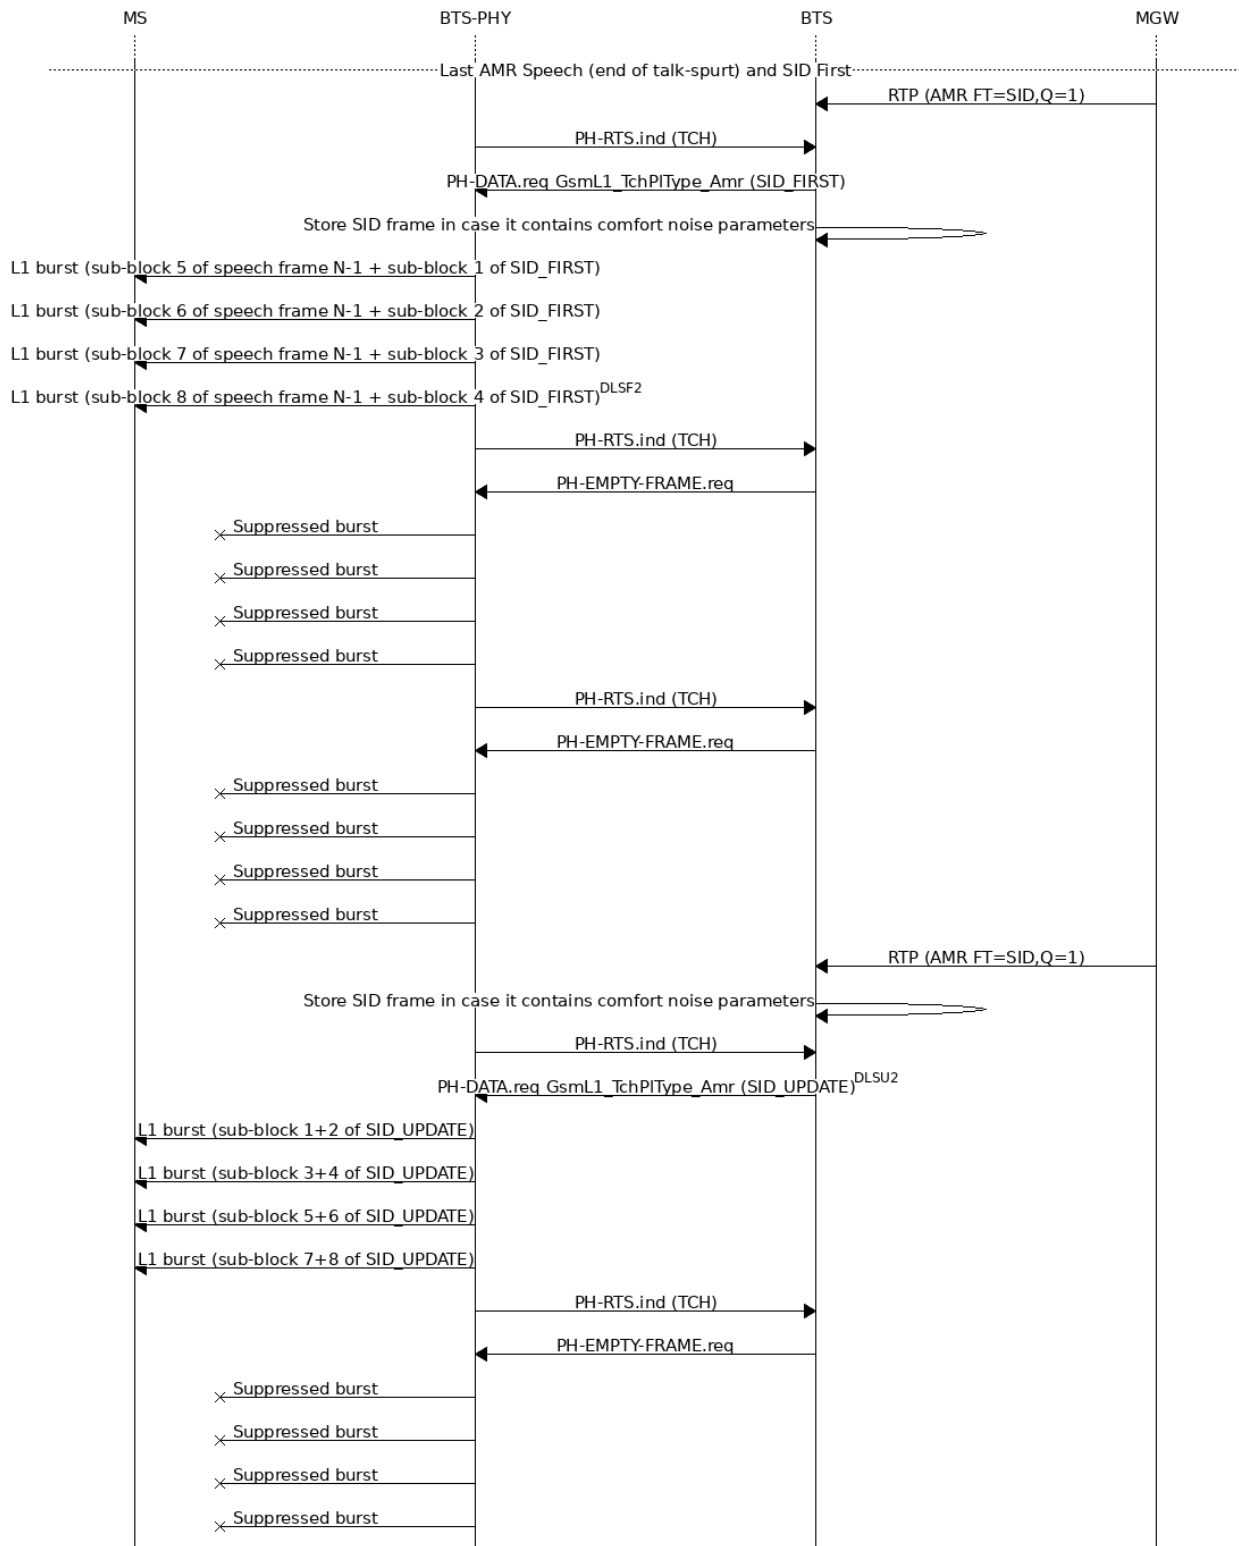 MS BTS-PHY BTS MGW
Last AMR Speech (end of talk-spurt) and SID First
RTP (AMR FT=SID,Q=1)
PH-RTS.ind (TCH)
PH-DATA.req GsmL1_TchPlType_Amr (SID_FIRST)
Store SID frame in case it contains comfort noise parameters
L1 burst (sub-block 5 of speech frame N-1 + sub-block 1 of SID_FIRST)
L1 burst (sub-block 6 of speech frame N-1 + sub-block 2 of SID_FIRST)
L1 burst (sub-block 7 of speech frame N-1 + sub-block 3 of SID_FIRST)
L1 burst (sub-block 8 of speech frame N-1 + sub-block 4 of SID_FIRST) DLSF2
PH-RTS.ind (TCH)
PH-EMPTY-FRAME.req
Suppressed burst
Suppressed burst
Suppressed burst
Suppressed burst
PH-RTS.ind (TCH)
PH-EMPTY-FRAME.req
Suppressed burst
Suppressed burst
Suppressed burst
Suppressed burst
RTP (AMR FT=SID,Q=1)
Store SID frame in case it contains comfort noise parameters
PH-RTS.ind (TCH)
PH-DATA.req GsmL1_TchPlType_Amr (SID_UPDATE) DLSU2
L1 burst (sub-block 1+2 of SID_UPDATE)
L1 burst (sub-block 3+4 of SID_UPDATE)
L1 burst (sub-block 5+6 of SID_UPDATE)
L1 burst (sub-block 7+8 of SID_UPDATE)
PH-RTS.ind (TCH)
PH-EMPTY-FRAME.req
Suppressed burst
Suppressed burst
Suppressed burst
Suppressed burst